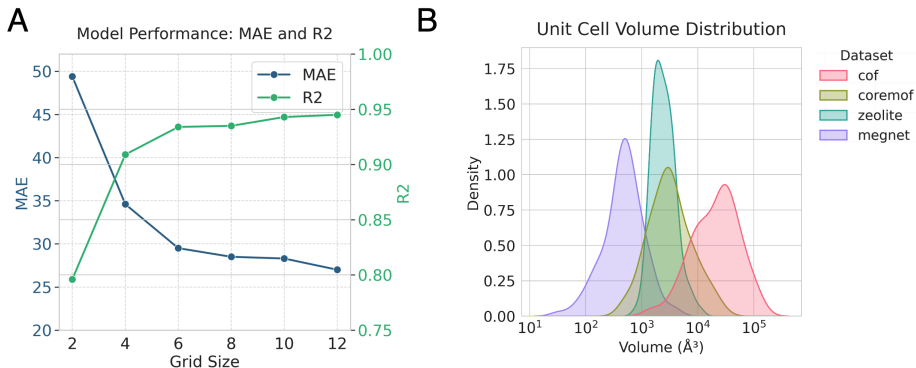 A
Model Performance: MAE and R2
MAE
R2
50
45
40
35
30
25
20
MAE
1.00
0.95
0.90
0.85
0.80
0.75
R2
2 4 6 8 10 12
Grid Size
B
Unit Cell Volume Distribution
1.75
1.50
1.25
1.00
0.75
0.50
0.25
0.00
Density
10¹ 10² 10³ 10⁴ 10⁵
Volume (Å³)
Dataset
cof
coremof
zeolite
megnet